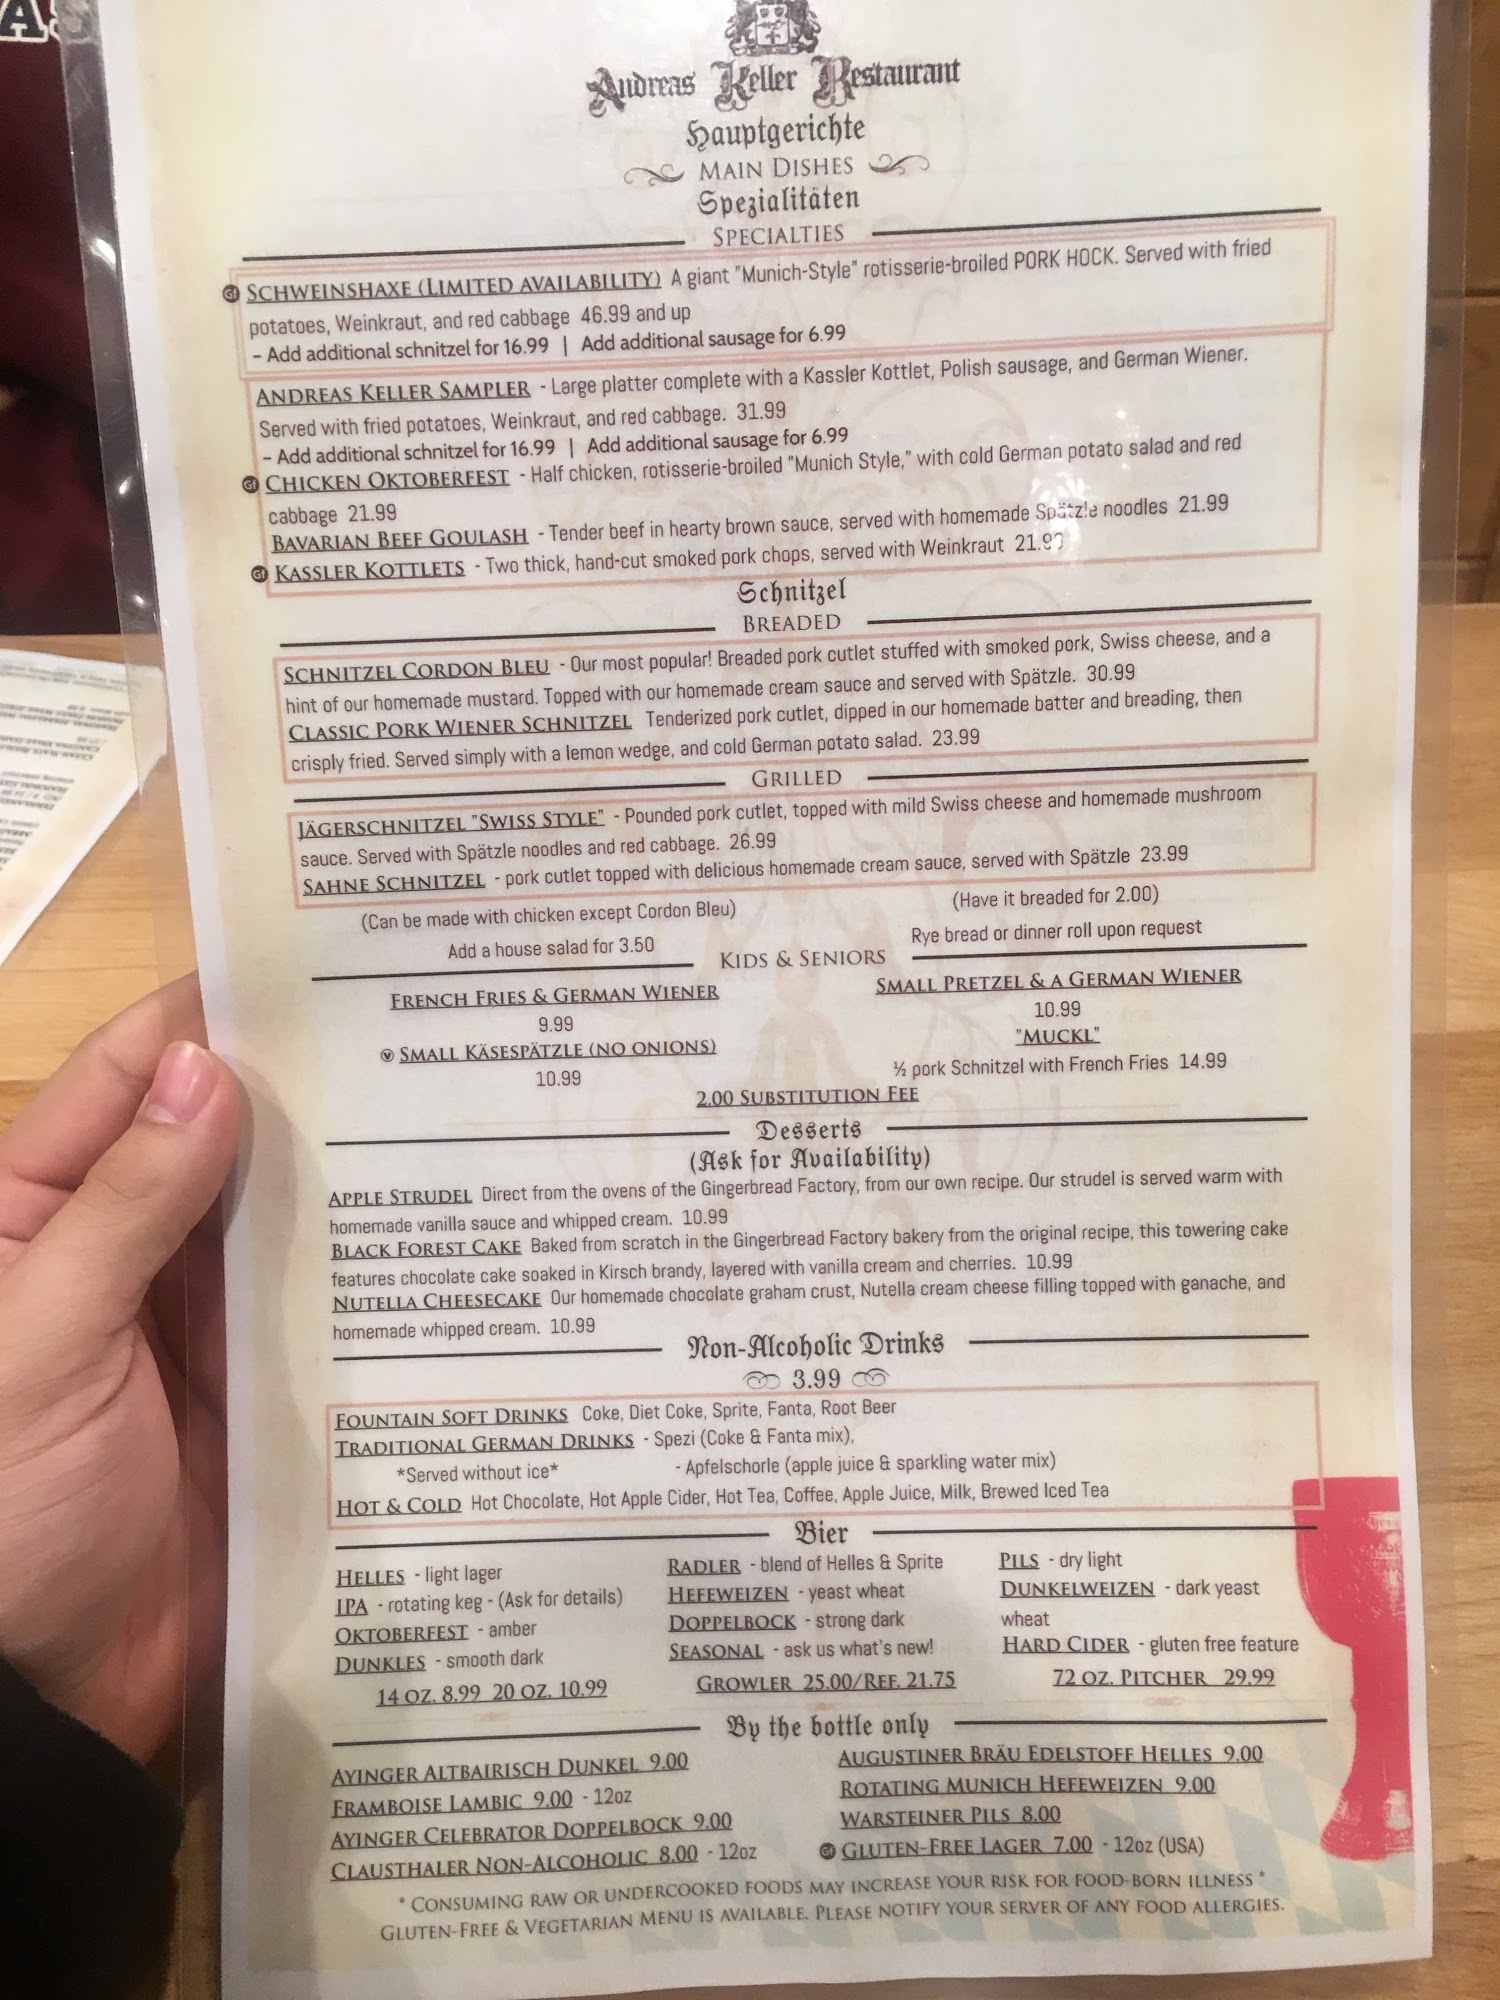 Andreas Keller Restaurant
Hauptgerichte
MAIN DISHES
Spezialitäten
SPECIALTIES
Gf SCHWEINSHAXE (LIMITED AVAILABILITY) A giant "Munich-Style" rotisserie-broiled PORK HOCK. Served with fried
potatoes, Weinkraut, and red cabbage 46.99 and up
- Add additional schnitzel for 16.99 | Add additional sausage for 6.99
ANDREAS KELLER SAMPLER - Large platter complete with a Kassler Kottlet, Polish sausage, and German Wiener.
Served with fried potatoes, Weinkraut, and red cabbage. 31.99
- Add additional schnitzel for 16.99 | Add additional sausage for 6.99
Gf CHICKEN OKTOBERFEST - Half chicken, rotisserie-broiled "Munich Style," with cold German potato salad and red
cabbage 21.99
BAVARIAN BEEF GOULASH - Tender beef in hearty brown sauce, served with homemade Spätzle noodles 21.99
Gf KASSLER KOTTLETS - Two thick, hand-cut smoked pork chops, served with Weinkraut 21.99
Schnitzel
BREADED
SCHNITZEL CORDON BLEU - Our most popular! Breaded pork cutlet stuffed with smoked pork, Swiss cheese, and a
hint of our homemade mustard. Topped with our homemade cream sauce and served with Spätzle. 30.99
CLASSIC PORK WIENER SCHNITZEL Tenderized pork cutlet, dipped in our homemade batter and breading, then
crisply fried. Served simply with a lemon wedge, and cold German potato salad. 23.99
GRILLED
JÄGERSCHNITZEL "SWISS STYLE" - Pounded pork cutlet, topped with mild Swiss cheese and homemade mushroom
sauce. Served with Spätzle noodles and red cabbage. 26.99
SAHNE SCHNITZEL - pork cutlet topped with delicious homemade cream sauce, served with Spätzle 23.99
(Can be made with chicken except Cordon Bleu) (Have it breaded for 2.00)
Add a house salad for 3.50 Rye bread or dinner roll upon request
KIDS & SENIORS
FRENCH FRIES & GERMAN WIENER SMALL PRETZEL & A GERMAN WIENER
9.99 10.99
V SMALL KÄSESPÄTZLE (NO ONIONS) "MUCKL"
10.99 ½ pork Schnitzel with French Fries 14.99
2.00 SUBSTITUTION FEE
Desserts
(Ask for Availability)
APPLE STRUDEL Direct from the ovens of the Gingerbread Factory, from our own recipe. Our strudel is served warm with
homemade vanilla sauce and whipped cream. 10.99
BLACK FOREST CAKE Baked from scratch in the Gingerbread Factory bakery from the original recipe, this towering cake
features chocolate cake soaked in Kirsch brandy, layered with vanilla cream and cherries. 10.99
NUTELLA CHEESECAKE Our homemade chocolate graham crust, Nutella cream cheese filling topped with ganache, and
homemade whipped cream. 10.99
Non-Alcoholic Drinks
3.99
FOUNTAIN SOFT DRINKS Coke, Diet Coke, Sprite, Fanta, Root Beer
TRADITIONAL GERMAN DRINKS - Spezi (Coke & Fanta mix),
*Served without ice* - Apfelschorle (apple juice & sparkling water mix)
HOT & COLD Hot Chocolate, Hot Apple Cider, Hot Tea, Coffee, Apple Juice, Milk, Brewed Iced Tea
Bier
HELLES - light lager RADLER - blend of Helles & Sprite PILS - dry light
IPA - rotating keg - (Ask for details) HEFEWEIZEN - yeast wheat DUNKELWEIZEN - dark yeast
OKTOBERFEST - amber DOPPELBOCK - strong dark wheat
DUNKLES - smooth dark SEASONAL - ask us what's new! HARD CIDER - gluten free feature
14 OZ. 8.99 20 OZ. 10.99 GROWLER 25.00/REF. 21.75 72 OZ. PITCHER 29.99
By the bottle only
AYINGER ALTBAIRISCH DUNKEL 9.00 AUGUSTINER BRÄU EDELSTOFF HELLES 9.00
FRAMBOISE LAMBIC 9.00 - 12oz ROTATING MUNICH HEFEWEIZEN 9.00
AYINGER CELEBRATOR DOPPELBOCK 9.00 WARSTEINER PILS 8.00
CLAUSTHALER NON-ALCOHOLIC 8.00 - 12oz Gf GLUTEN-FREE LAGER 7.00 - 12oz (USA)
* CONSUMING RAW OR UNDERCOOKED FOODS MAY INCREASE YOUR RISK FOR FOOD-BORN ILLNESS *
GLUTEN-FREE & VEGETARIAN MENU IS AVAILABLE. PLEASE NOTIFY YOUR SERVER OF ANY FOOD ALLERGIES.